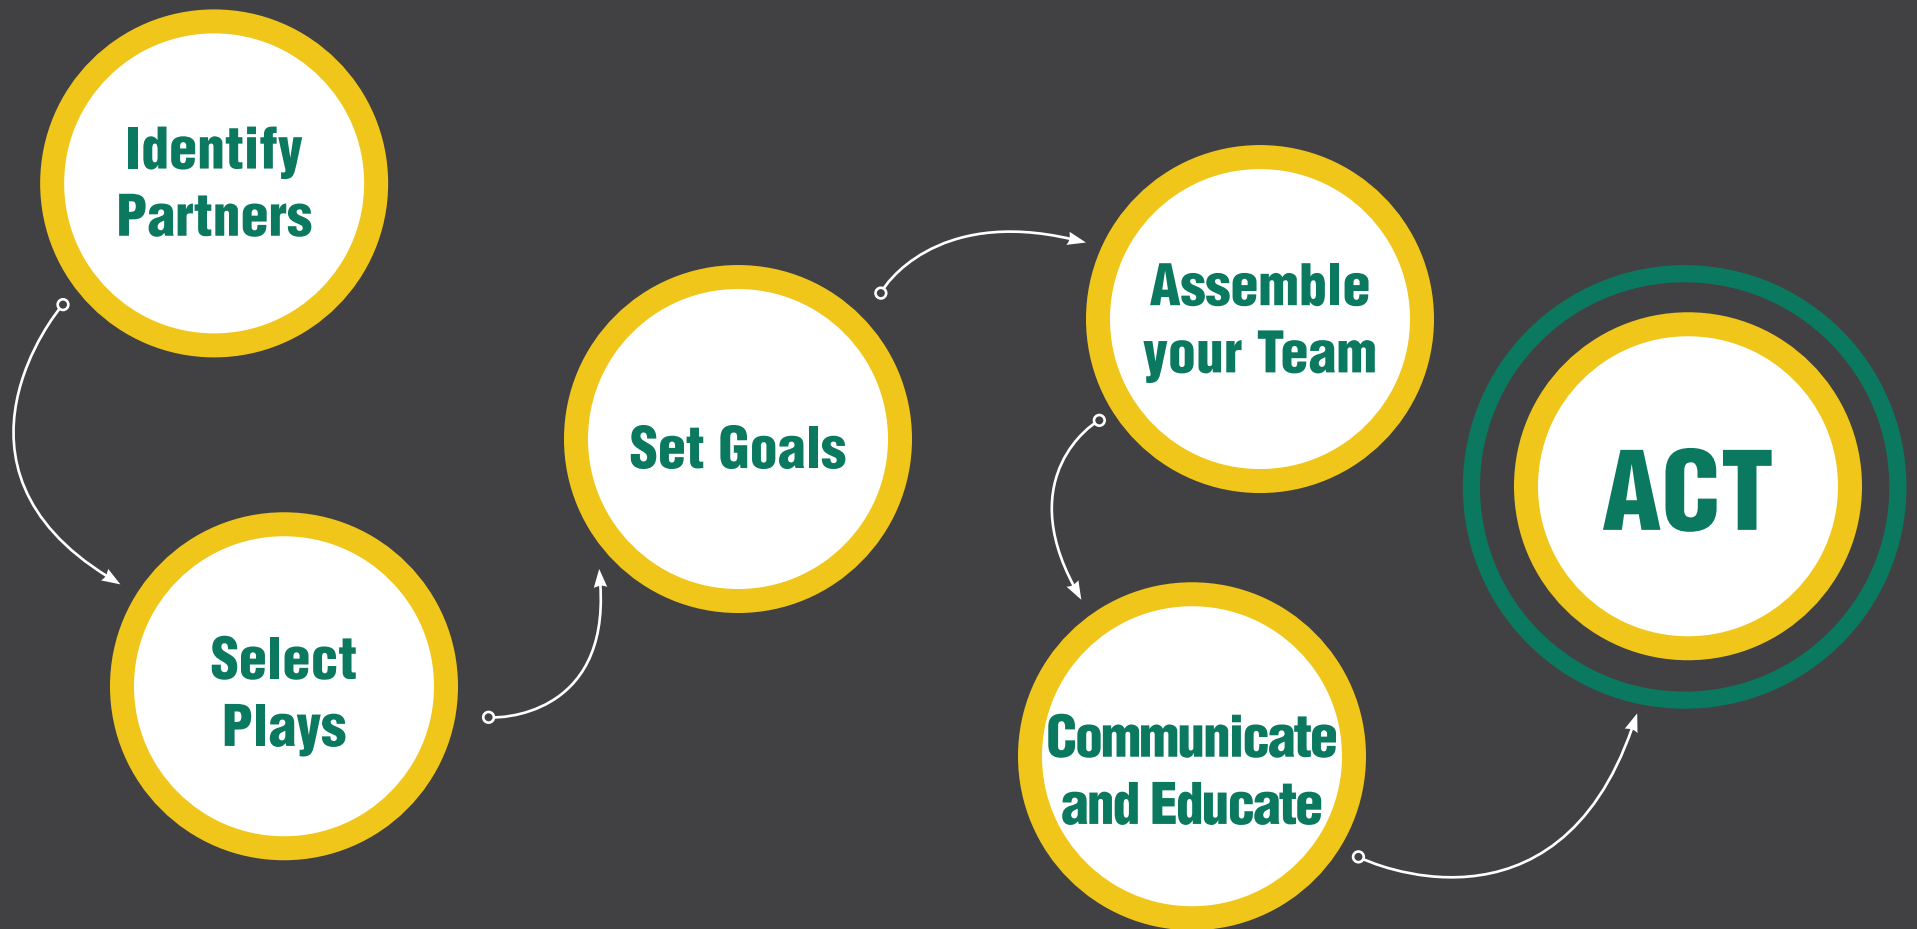 Identify
Partners
Select
Plays
Set Goals
Assemble
your Team
Communicate
and Educate
ACT